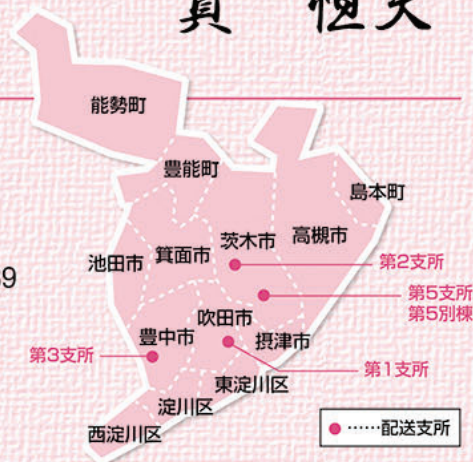 恒夫
能勢町
豊能町
島本町
茨木市
高槻市
箕面市
池田市
第2支所
第5支所
第5別棟
吹田市
豊中市
摂津市
第3支所
第1支所
東淀川区
淀川区
西淀川区
●……配送支所